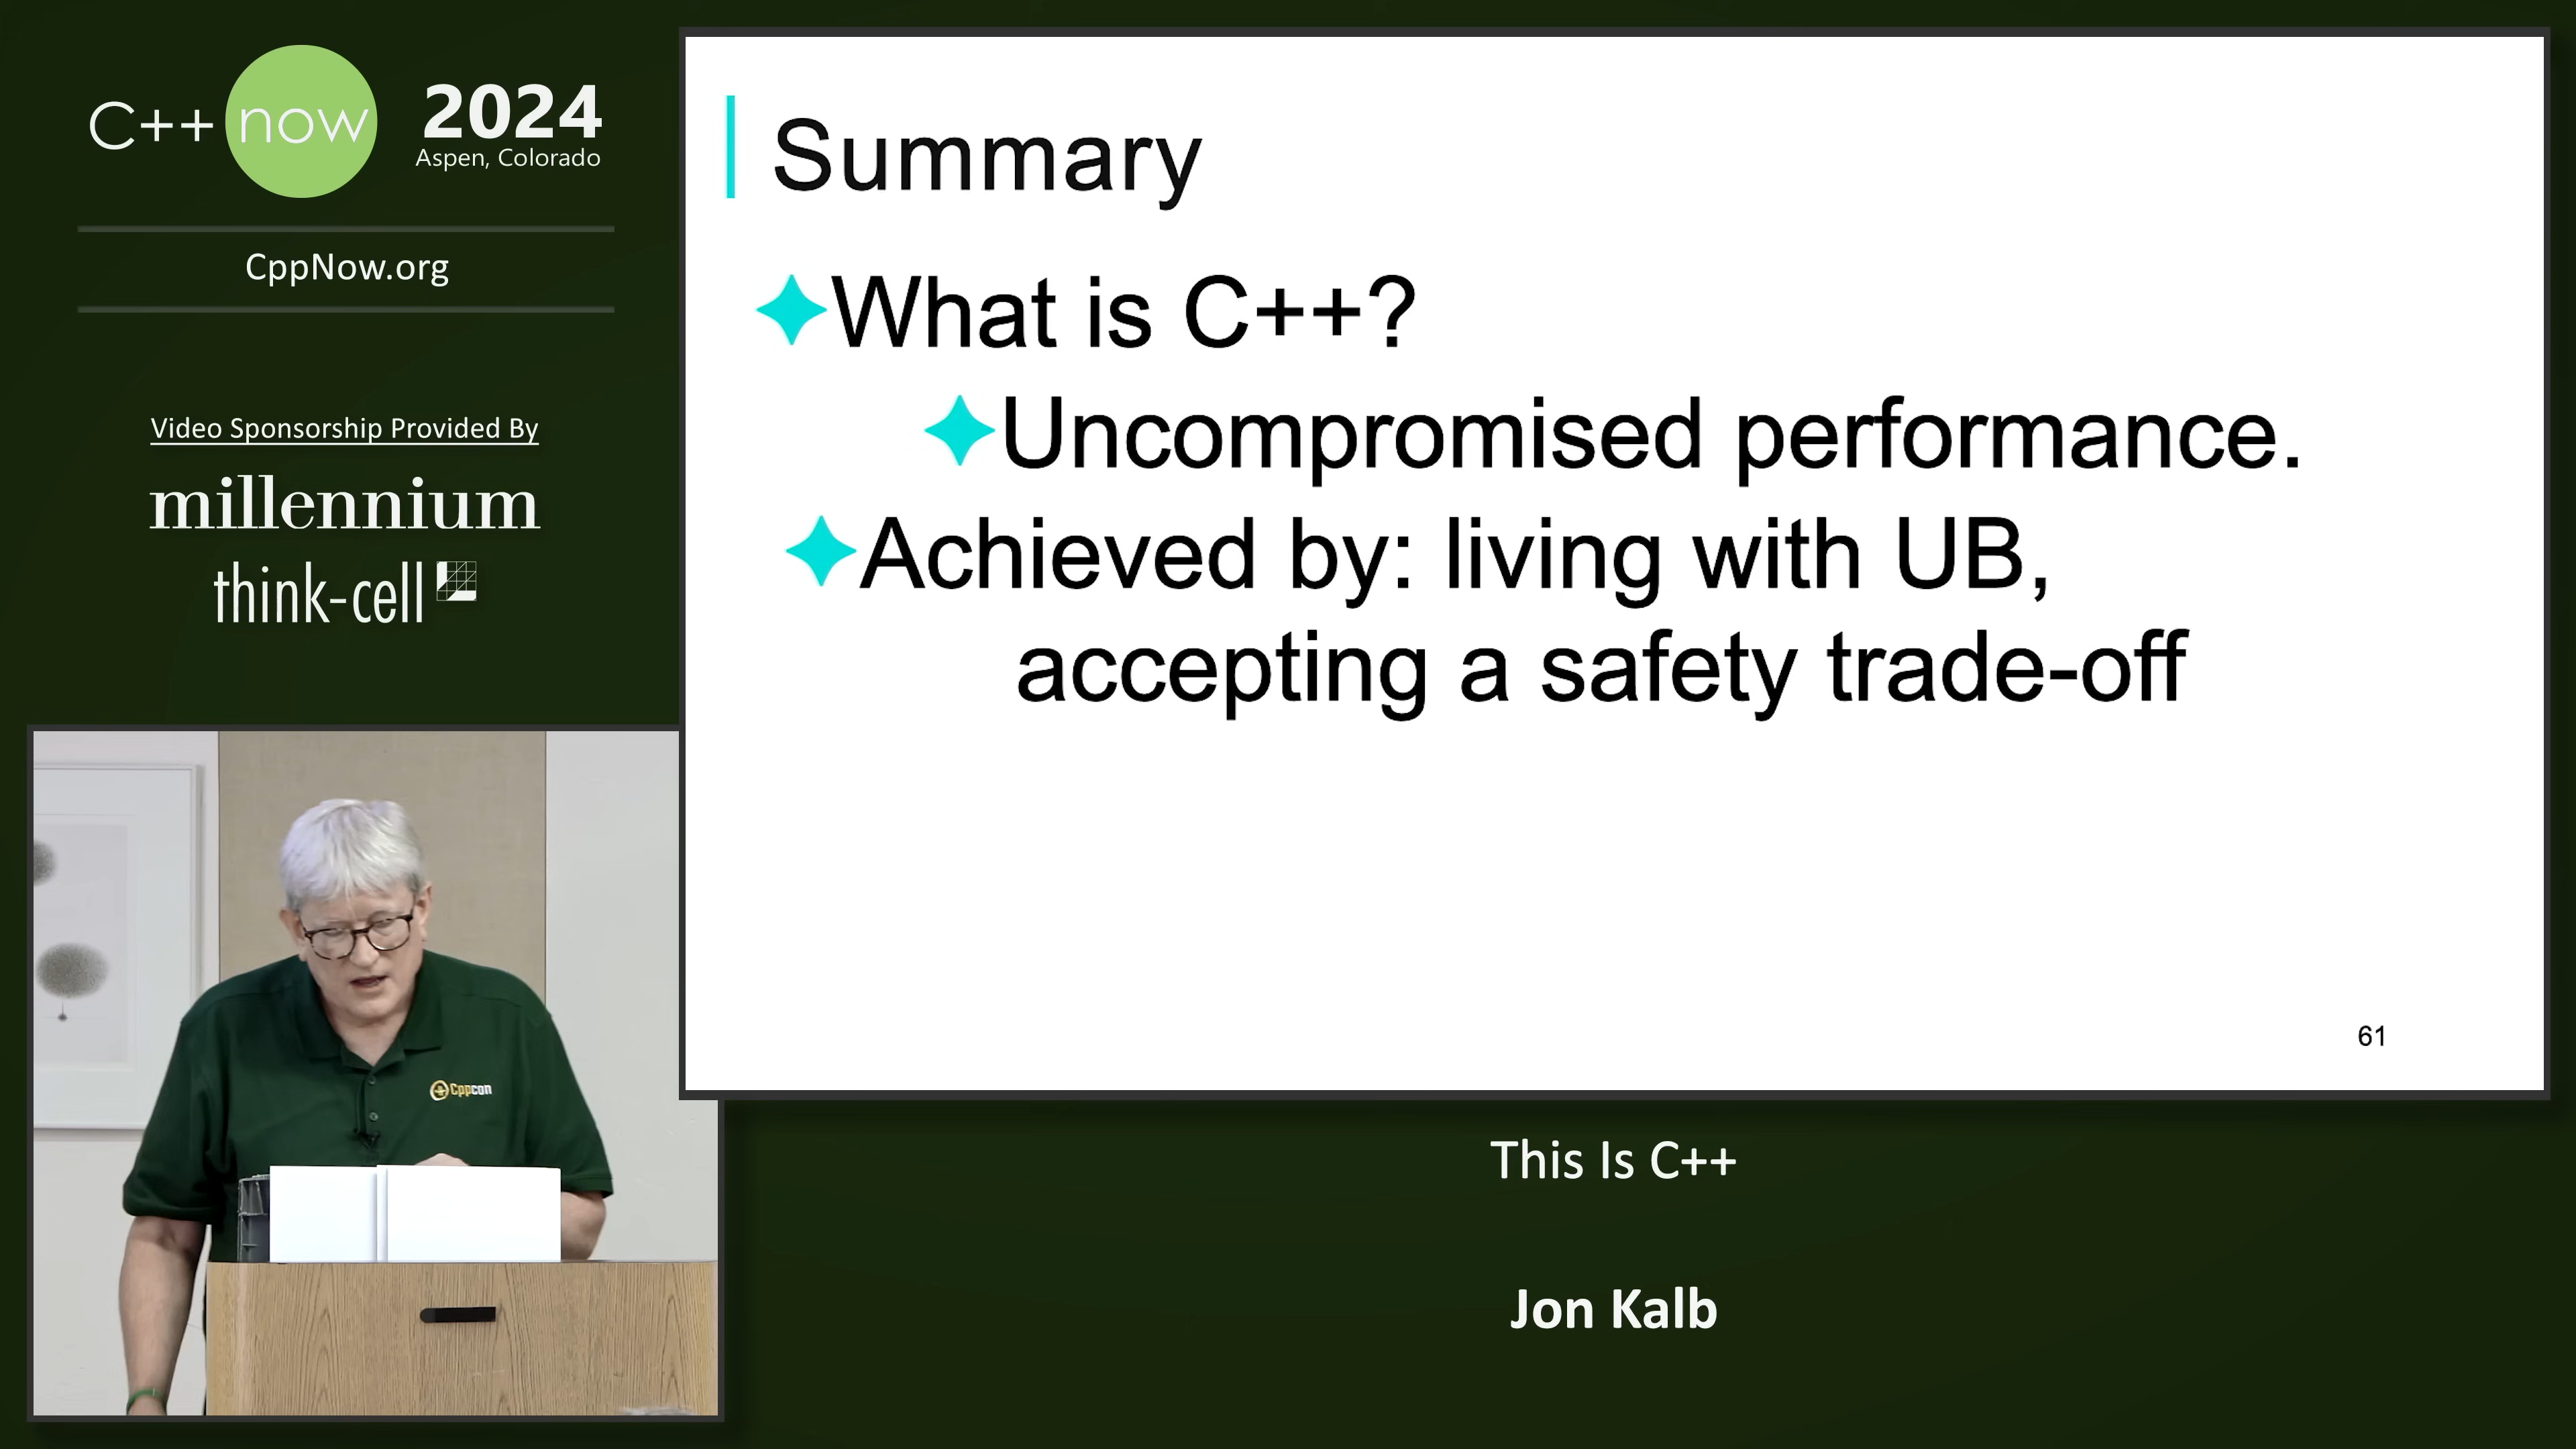 C++ now
2024
Aspen, Colorado
CppNow.org
Video Sponsorship Provided By
millennium
think-cell
Summary
What is C++?
Uncompromised performance.
Achieved by: living with UB,
accepting a safety trade-off
61
Cppcon
This Is C++
Jon Kalb